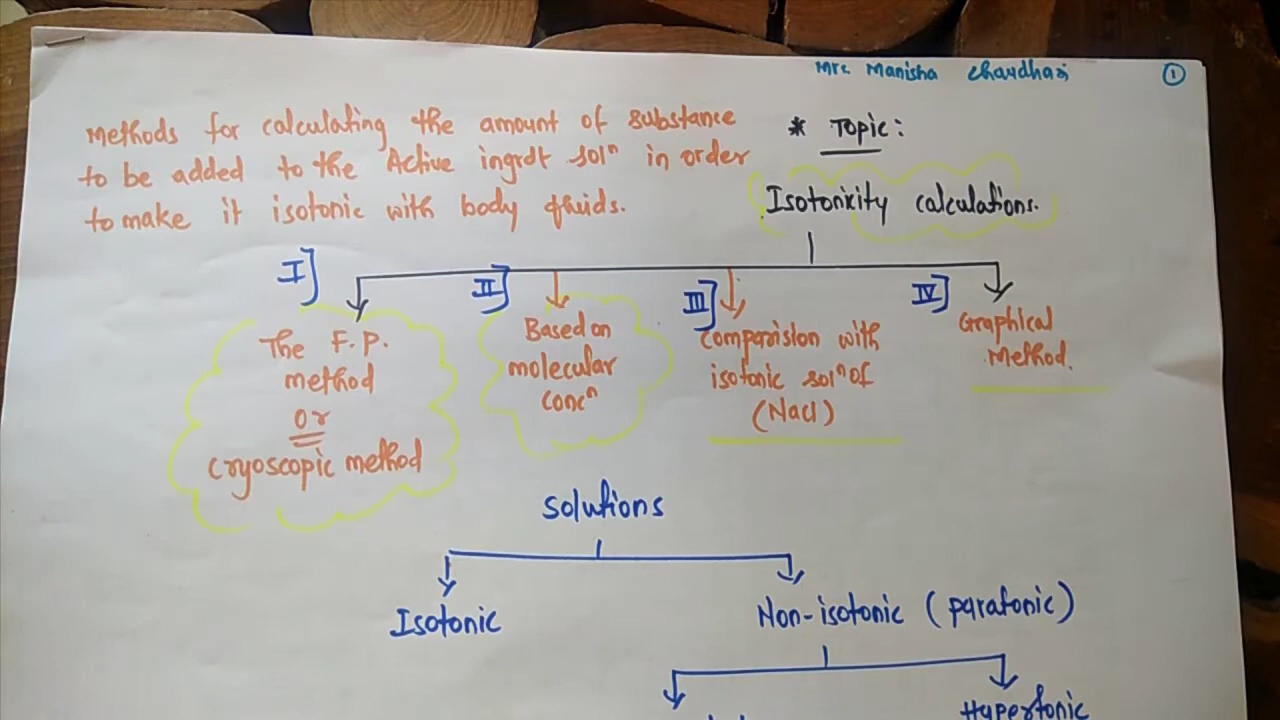 Mrs. Manisha Chaudhari ①
Methods for calculating the amount of substance
to be added to the Active ingrdt solⁿ in order
to make it isotonic with body fluids.
* Topic:
Isotonicity calculations.
I]
The F.P.
method
Or
cryoscopic method
II]
Based on
molecular
concⁿ
III]
Comparision with
isotonic solⁿ of
(Nacl)
IV]
Graphical
Method.
Solutions
Isotonic
Non-isotonic (paratonic)
Hypertonic